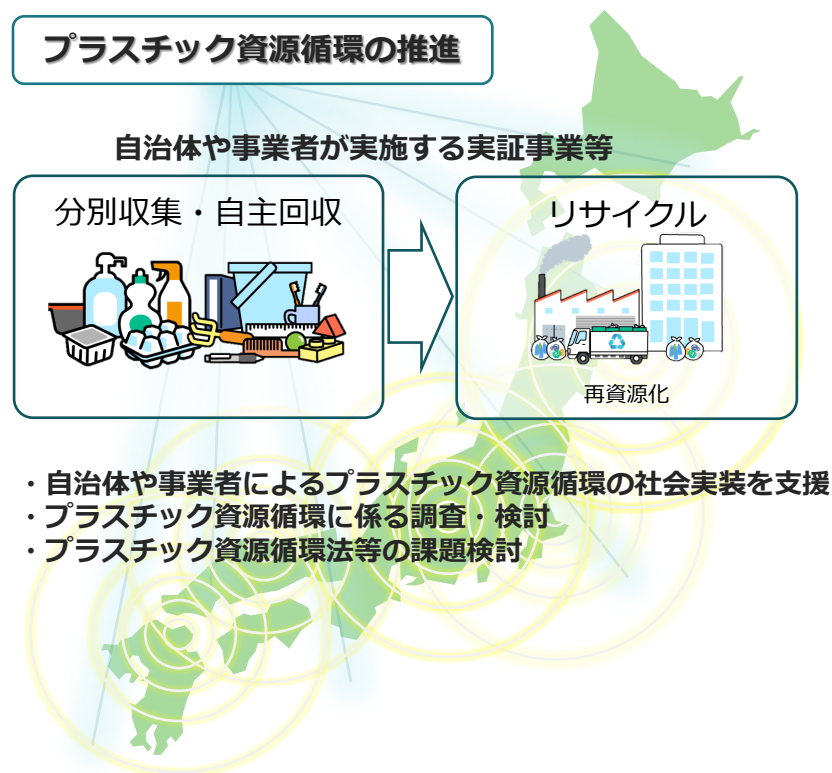 プラスチック資源循環の推進
自治体や事業者が実施する実証事業等
分別収集・自主回収
リサイクル
再資源化
・自治体や事業者によるプラスチック資源循環の社会実装を支援
・プラスチック資源循環に係る調査・検討
・プラスチック資源循環法等の課題検討